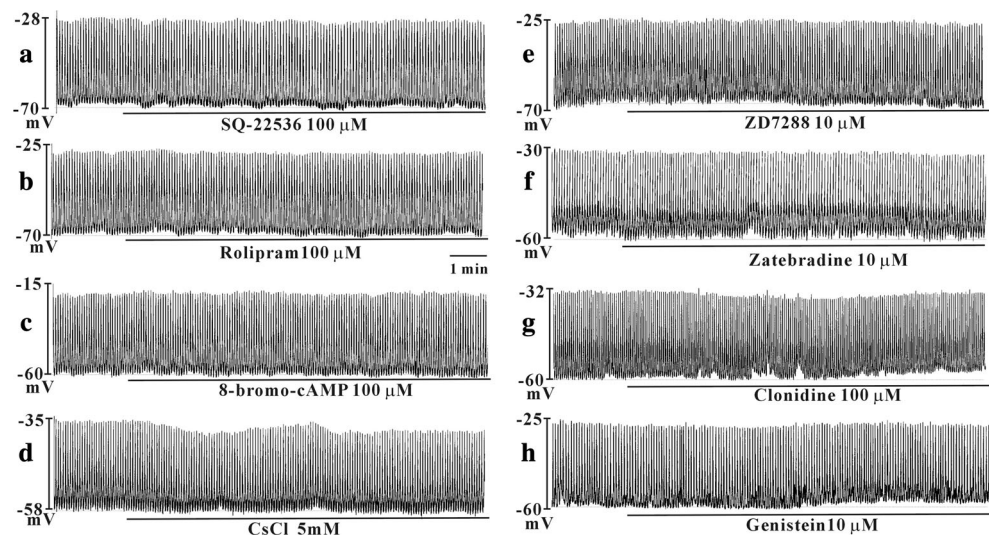 -28
a
-70
mV
SQ-22536 100 μM
-25
b
-70
mV
Rolipram100 μM
1 min
-15
c
-60
mV
8-bromo-cAMP 100 μM
-35
d
-58
mV
CsCl 5mM
-25
e
-70
mV
ZD7288 10 μM
-30
f
-60
mV
Zatebradine 10 μM
-32
g
-60
mV
Clonidine 100 μM
-25
h
-60
mV
Genistein10 μM